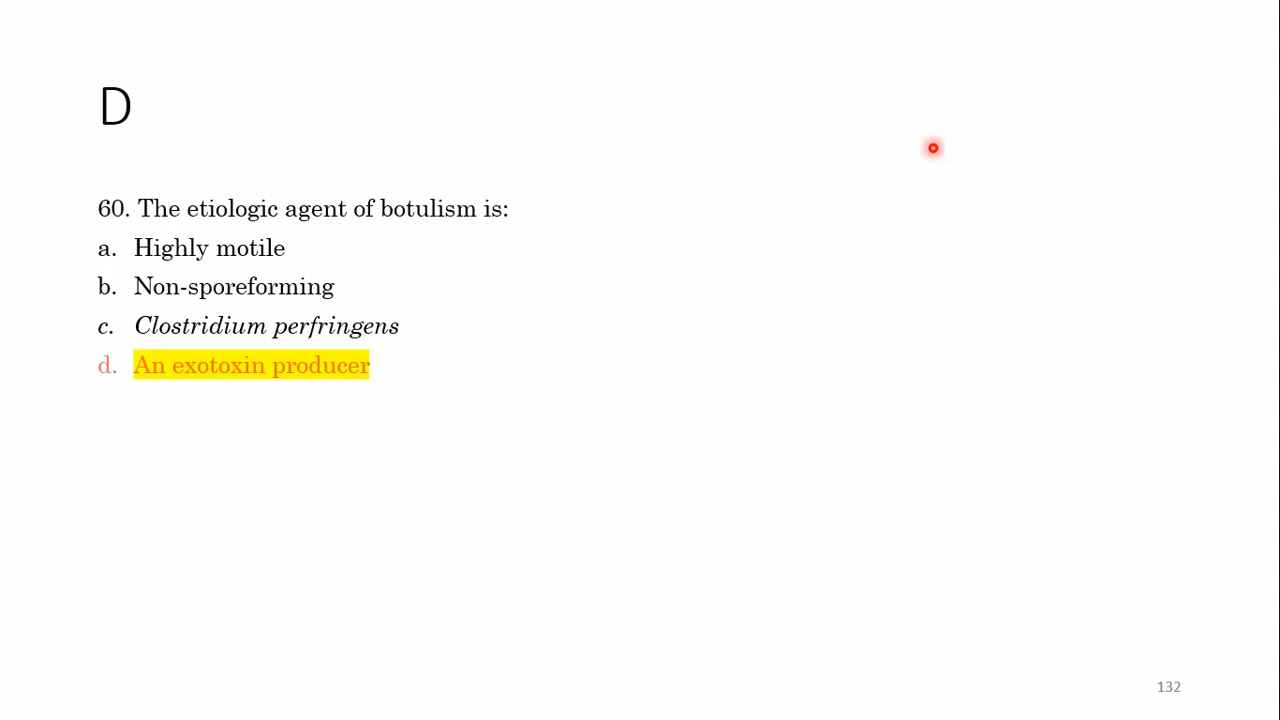 D
60. The etiologic agent of botulism is:
a. Highly motile
b. Non-sporeforming
c. Clostridium perfringens
d. An exotoxin producer
132